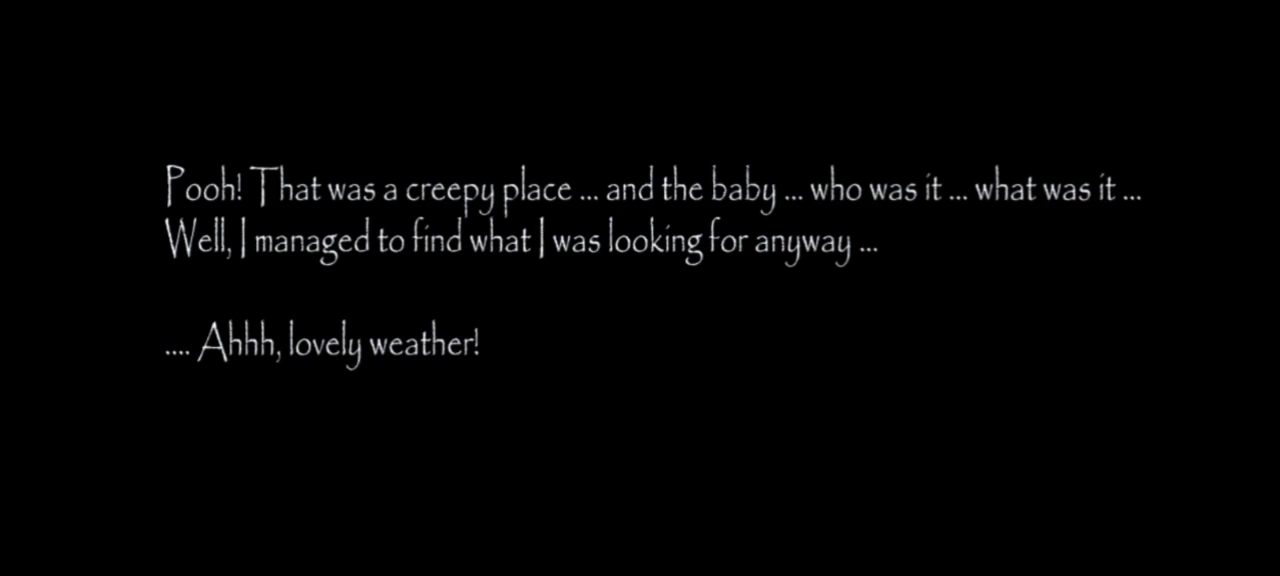 Pooh! That was a creepy place ... and the baby ... who was it ... what was it ...
Well, I managed to find what I was looking for anyway ...
.... Ahhh, lovely weather!